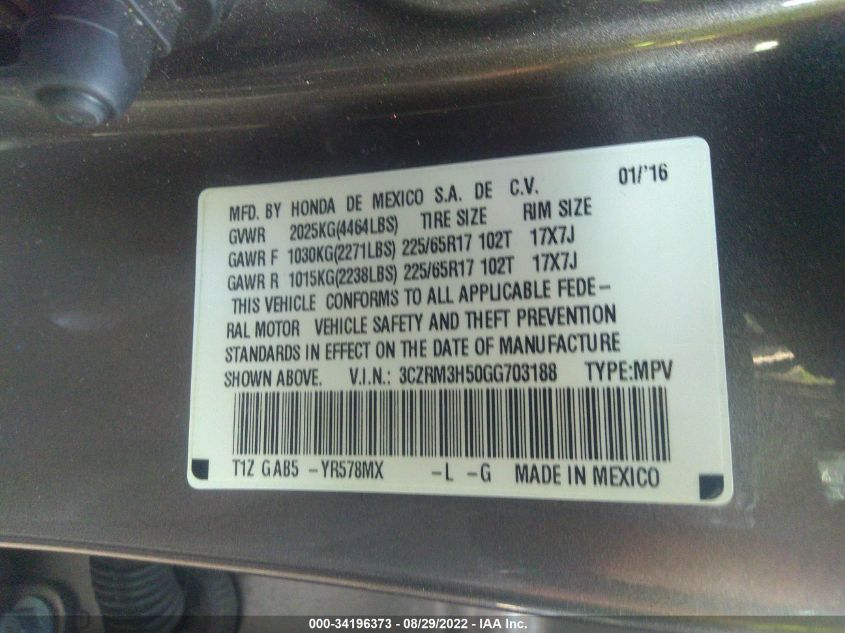 MFD. BY HONDA DE MEXICO S.A. DE C.V. 01/'16
GVWR 2025KG(4464LBS) TIRE SIZE RIM SIZE
GAWR F 1030KG(2271LBS) 225/65R17 102T 17X7J
GAWR R 1015KG(2238LBS) 225/65R17 102T 17X7J
THIS VEHICLE CONFORMS TO ALL APPLICABLE FEDE-
RAL MOTOR VEHICLE SAFETY AND THEFT PREVENTION
STANDARDS IN EFFECT ON THE DATE OF MANUFACTURE
SHOWN ABOVE. V.I.N.: 3CZRM3H50GG703188 TYPE:MPV
T1Z GAB5 -YR578MX -L -G MADE IN MEXICO
000-34196373 - 08/29/2022 - IAA Inc.